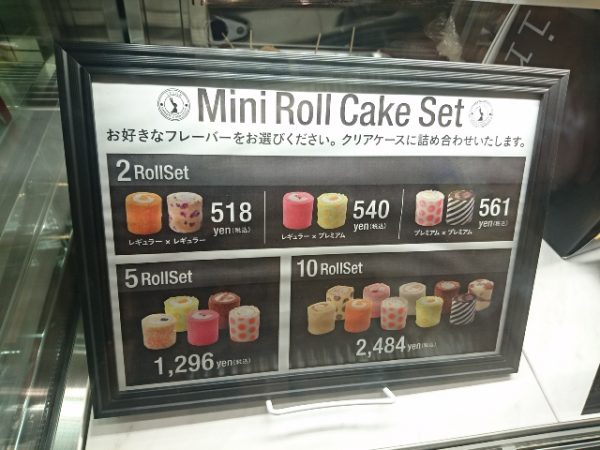 Mini Roll Cake Set
お好きなフレーバーをお選びください。クリアケースに詰め合わせいたします。
2 RollSet
518 yen(税込)
レギュラー × レギュラー
540 yen(税込)
レギュラー × プレミアム
561 yen(税込)
プレミアム × プレミアム
5 RollSet
1,296 yen(税込)
10 RollSet
2,484 yen(税込)